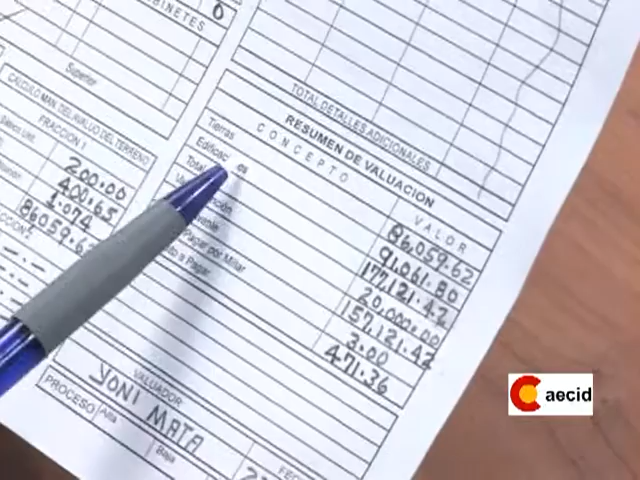 BINETES
0
Superior
CALCULO MAN. DEL AVALUO DEL TERRENO
FRACCION 1
200.00
400.65
1.074
86059.62
TOTAL DETALLES ADICIONALES
RESUMEN DE VALUACION
CONCEPTO VALOR
Tierras 86,059.62
91,061.80
Total 177,121.42
20,000.00
157,121.42
Pagar por Millar 3.00
a Pagar 471.36
VALUADOR
YONI MATA
PROCESO Alta
Baja
aecid